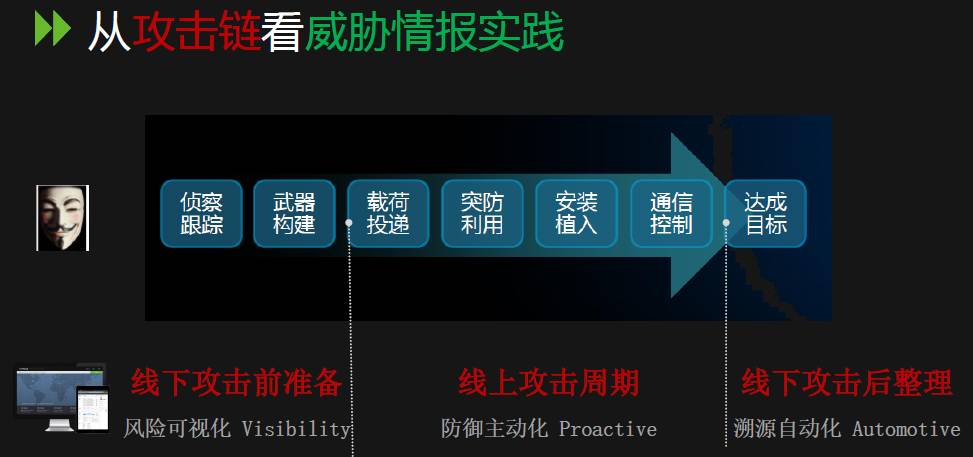 从攻击链看威胁情报实践
侦察
跟踪
武器
构建
载荷
投递
突防
利用
安装
植入
通信
控制
达成
目标
线下攻击前准备
线上攻击周期
线下攻击后整理
风险可视化 Visibility
防御主动化 Proactive
溯源自动化 Automotive